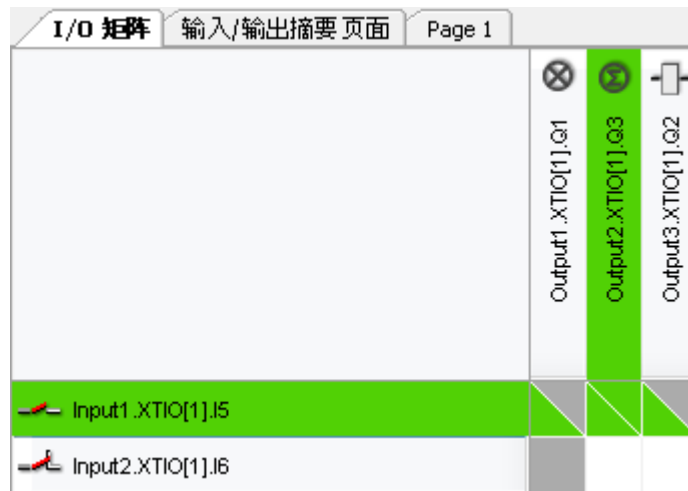 I/O 矩阵
输入/输出摘要 页面
Page 1
Output1.XTIO[1].Q1
Output2.XTIO[1].Q3
Output3.XTIO[1].Q2
Input1.XTIO[1].I5
Input2.XTIO[1].I6